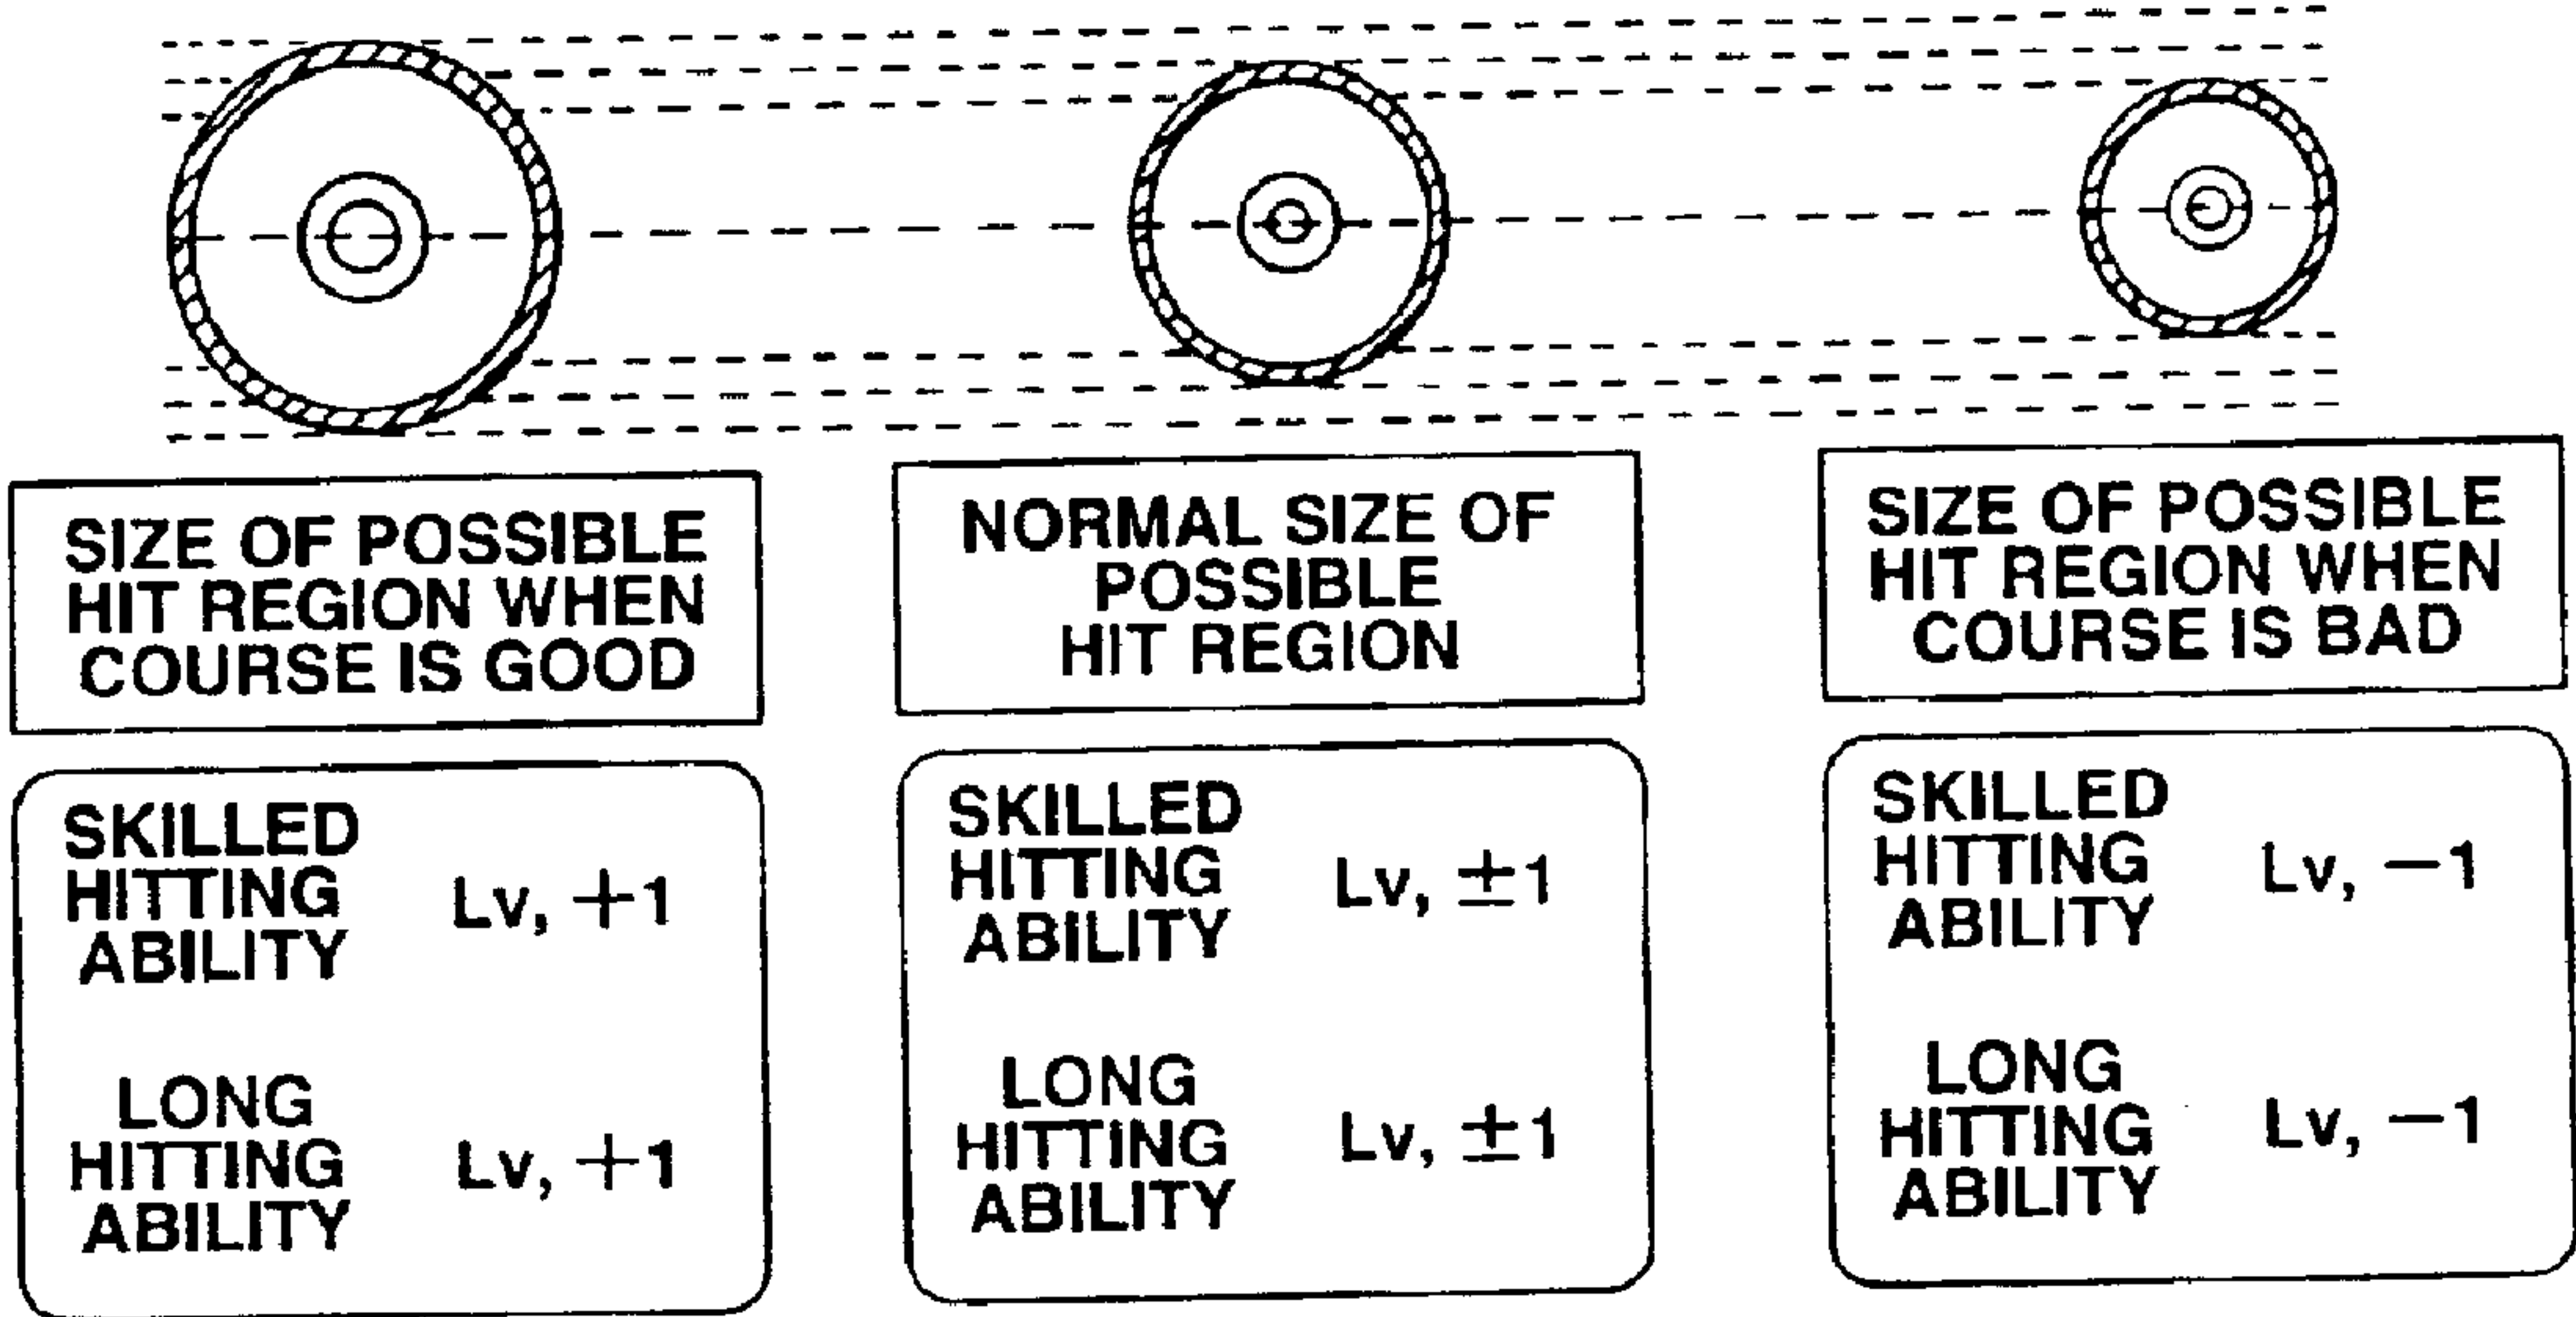 SIZE OF POSSIBLE
HIT REGION WHEN
COURSE IS GOOD
NORMAL SIZE OF
POSSIBLE
HIT REGION
SIZE OF POSSIBLE
HIT REGION WHEN
COURSE IS BAD
SKILLED
HITTING
ABILITY
Lv, +1
LONG
HITTING
ABILITY
Lv, +1
SKILLED
HITTING
ABILITY
Lv, ±1
LONG
HITTING
ABILITY
Lv, ±1
SKILLED
HITTING
ABILITY
Lv, −1
LONG
HITTING
ABILITY
Lv, −1